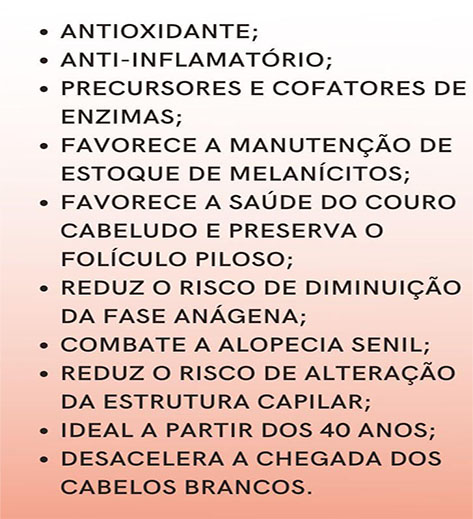 • ANTIOXIDANTE;
• ANTI-INFLAMATÓRIO;
• PRECURSORES E COFATORES DE
ENZIMAS;
• FAVORECE A MANUTENÇÃO DE
ESTOQUE DE MELANÍCITOS;
• FAVORECE A SAÚDE DO COURO
CABELUDO E PRESERVA O
FOLÍCULO PILOSO;
• REDUZ O RISCO DE DIMINUIÇÃO
DA FASE ANÁGENA;
• COMBATE A ALOPECIA SENIL;
• REDUZ O RISCO DE ALTERAÇÃO
DA ESTRUTURA CAPILAR;
• IDEAL A PARTIR DOS 40 ANOS;
• DESACELERA A CHEGADA DOS
CABELOS BRANCOS.